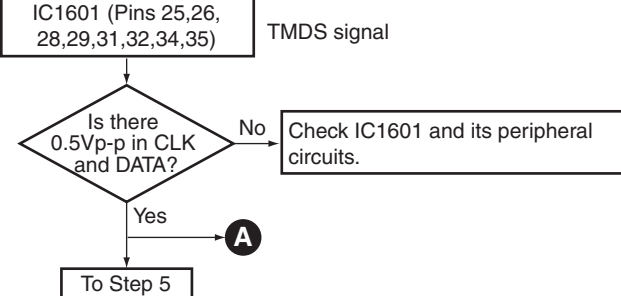 IC1601 (Pins 25,26,
28,29,31,32,34,35)
TMDS signal
Is there
0.5Vp-p in CLK
and DATA?
No
Check IC1601 and its peripheral
circuits.
Yes
A
To Step 5